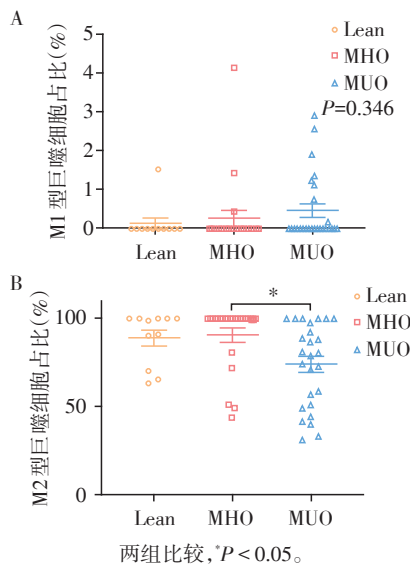 A
Lean
MHO
MUO
P=0.346
M1型巨噬细胞占比(%)
5
4
3
2
1
0
Lean MHO MUO
B
Lean
MHO
MUO
*
M2型巨噬细胞占比(%)
100
50
0
Lean MHO MUO
两组比较,*P<0.05。